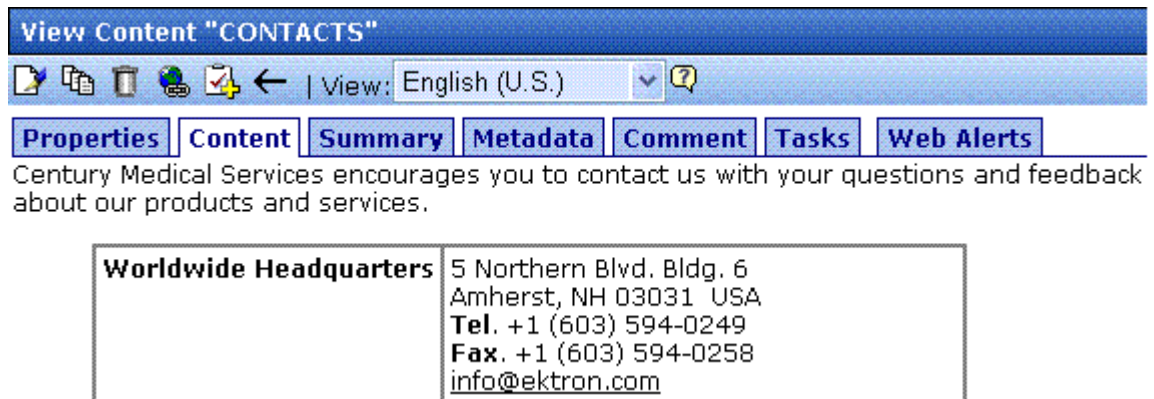 View Content "CONTACTS"
| View: English (U.S.)
Properties Content Summary Metadata Comment Tasks Web Alerts
Century Medical Services encourages you to contact us with your questions and feedback
about our products and services.
Worldwide Headquarters 5 Northern Blvd. Bldg. 6
Amherst, NH 03031 USA
Tel. +1 (603) 594-0249
Fax. +1 (603) 594-0258
info@ektron.com